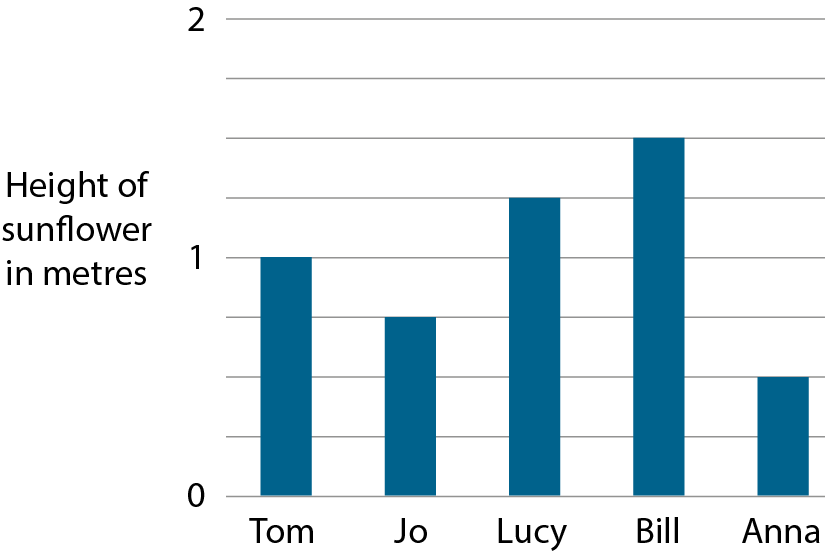 2
Height of
sunflower
in metres
1
0
Tom Jo Lucy Bill Anna